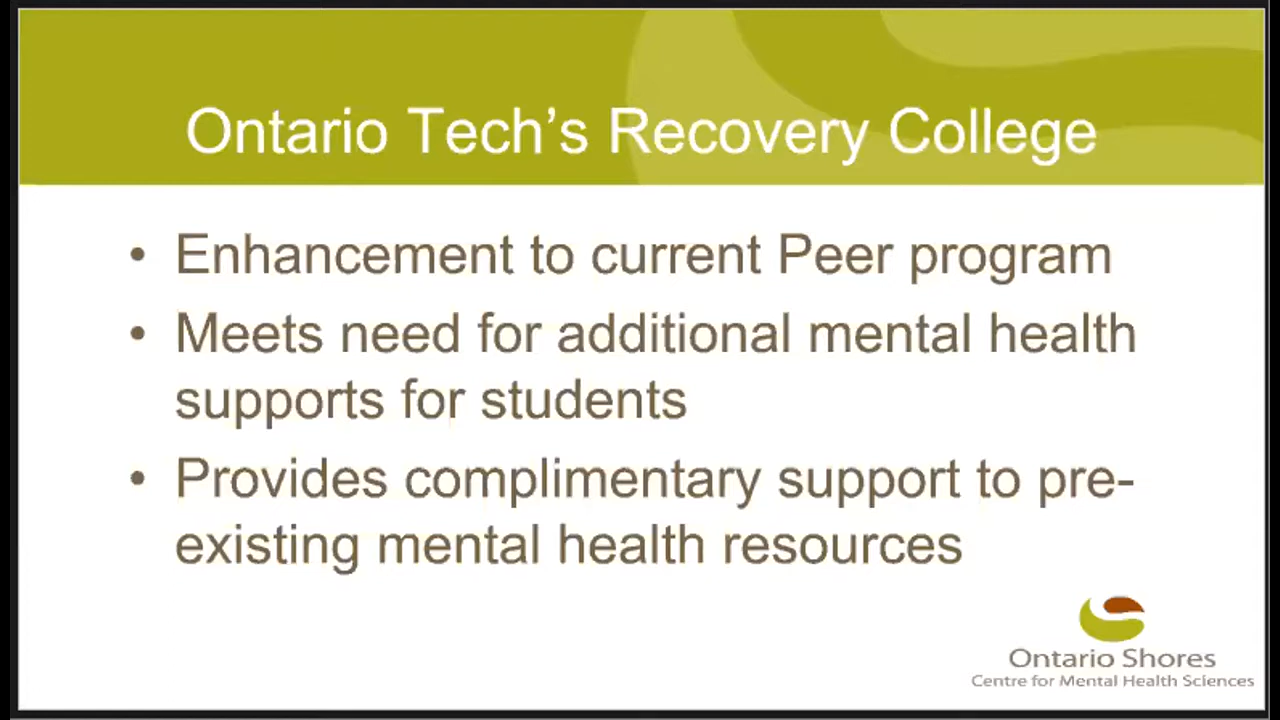 Ontario Tech's Recovery College
• Enhancement to current Peer program
• Meets need for additional mental health
supports for students
• Provides complimentary support to pre-
existing mental health resources
Ontario Shores
Centre for Mental Health Sciences